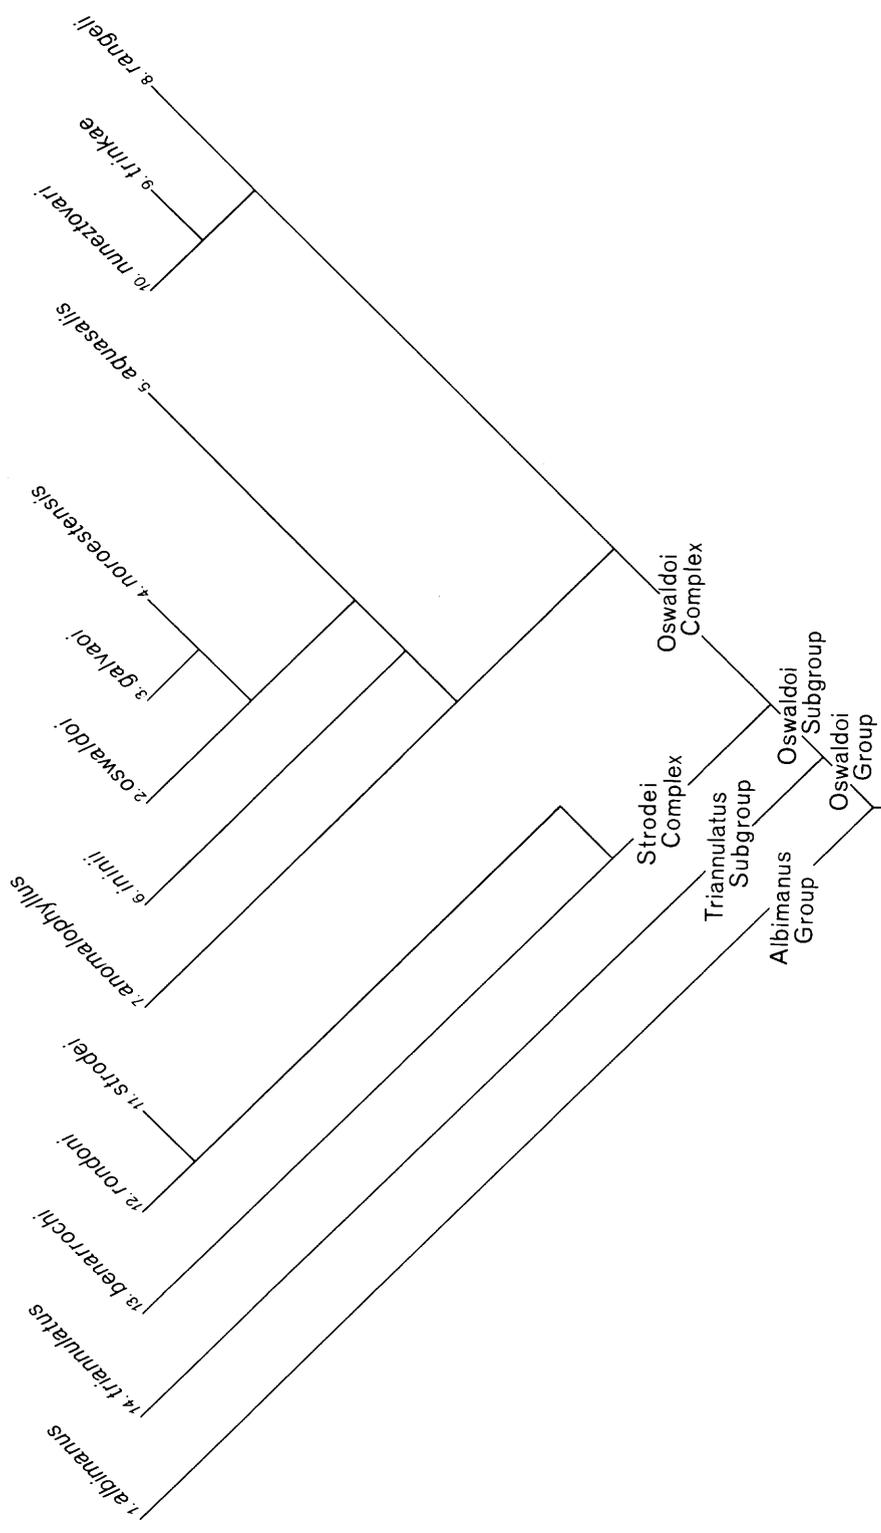 8. rangeli
9. trinkae
10. nuneztovari
5. aquasalis
4. noroestensis
3. galvaoi
2. oswaldoi
6. ininii
7. anomalophyllus
11. strodei
12. rondoni
13. benarrochi
14. triannulatus
1. albimanus
Oswaldoi
Complex
Strodei
Complex
Oswaldoi
Subgroup
Triannulatus
Subgroup
Oswaldoi
Group
Albimanus
Group